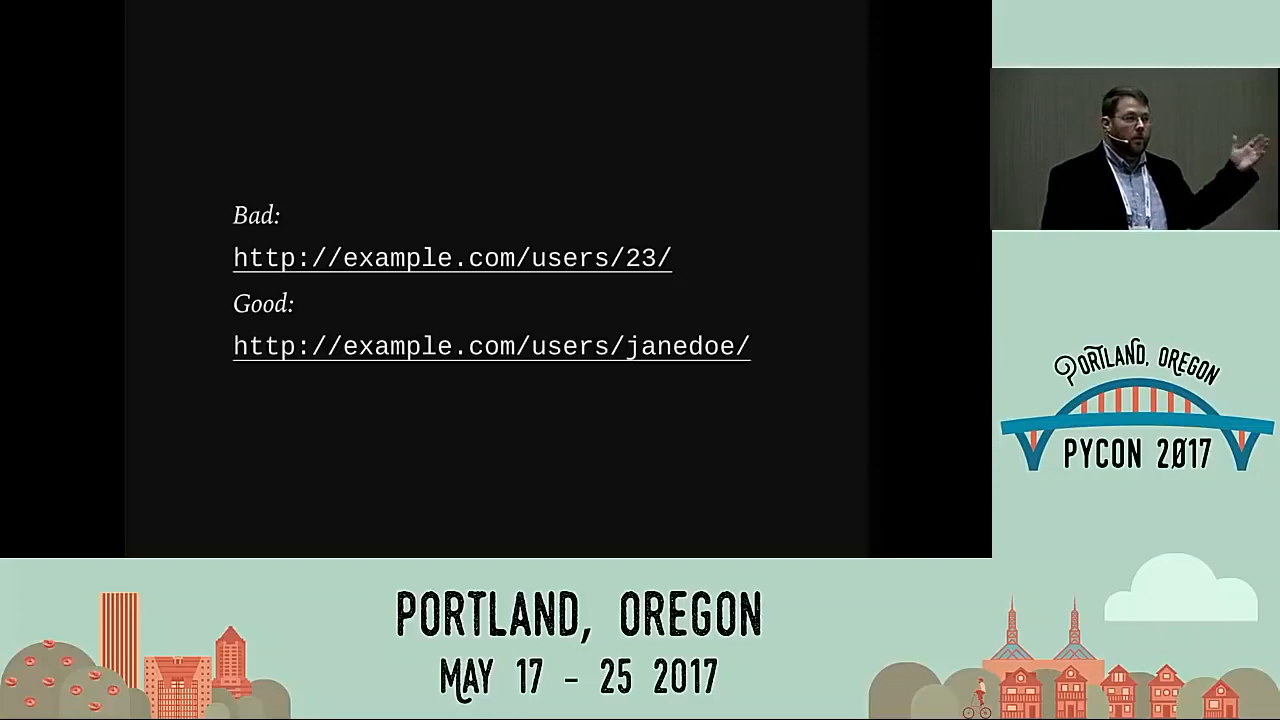 Bad:
http://example.com/users/23/
Good:
http://example.com/users/janedoe/
PORTLAND, OREGON
PYCON 2017
PORTLAND, OREGON
MAY 17 - 25 2017